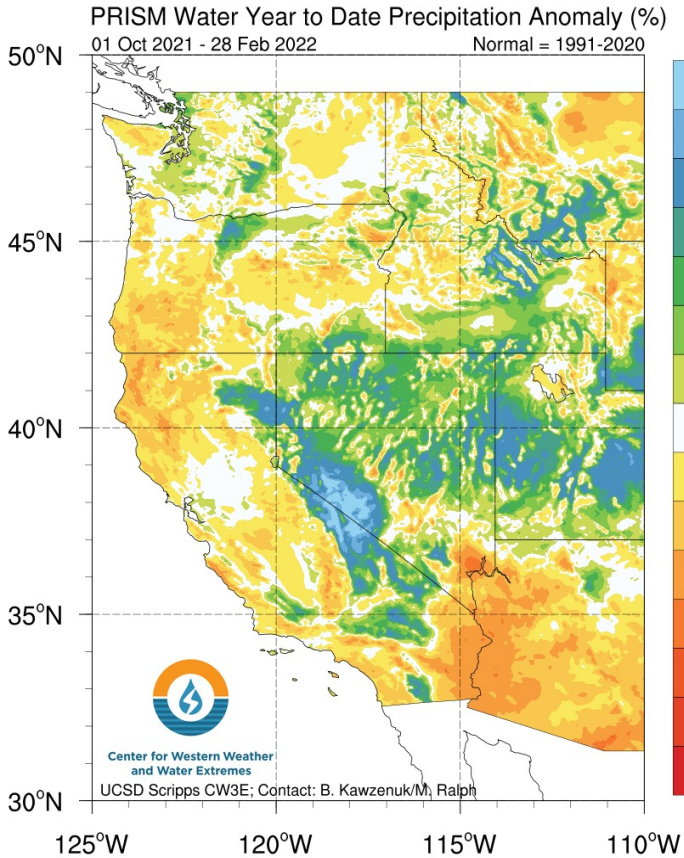 PRISM Water Year to Date Precipitation Anomaly (%)
01 Oct 2021 - 28 Feb 2022 Normal = 1991-2020
50°N
45°N
40°N
35°N
30°N
Center for Western Weather
and Water Extremes
UCSD Scripps CW3E; Contact: B. Kawzenuk/M. Ralph
125°W 120°W 115°W 110°W